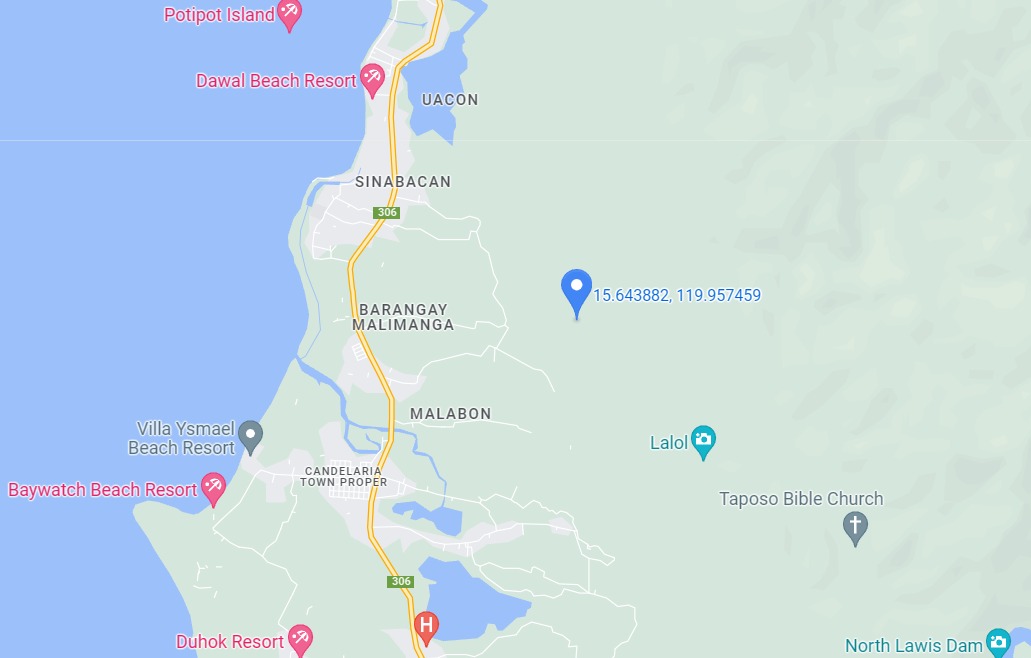 Potipot Island
Dawal Beach Resort
UACON
SINABACAN
306
15.643882, 119.957459
BARANGAY
MALIMANGA
MALABON
Villa Ysmael
Beach Resort
Lalol
CANDELARIA
TOWN PROPER
Baywatch Beach Resort
Taposo Bible Church
306
H
Duhok Resort
North Lawis Dam